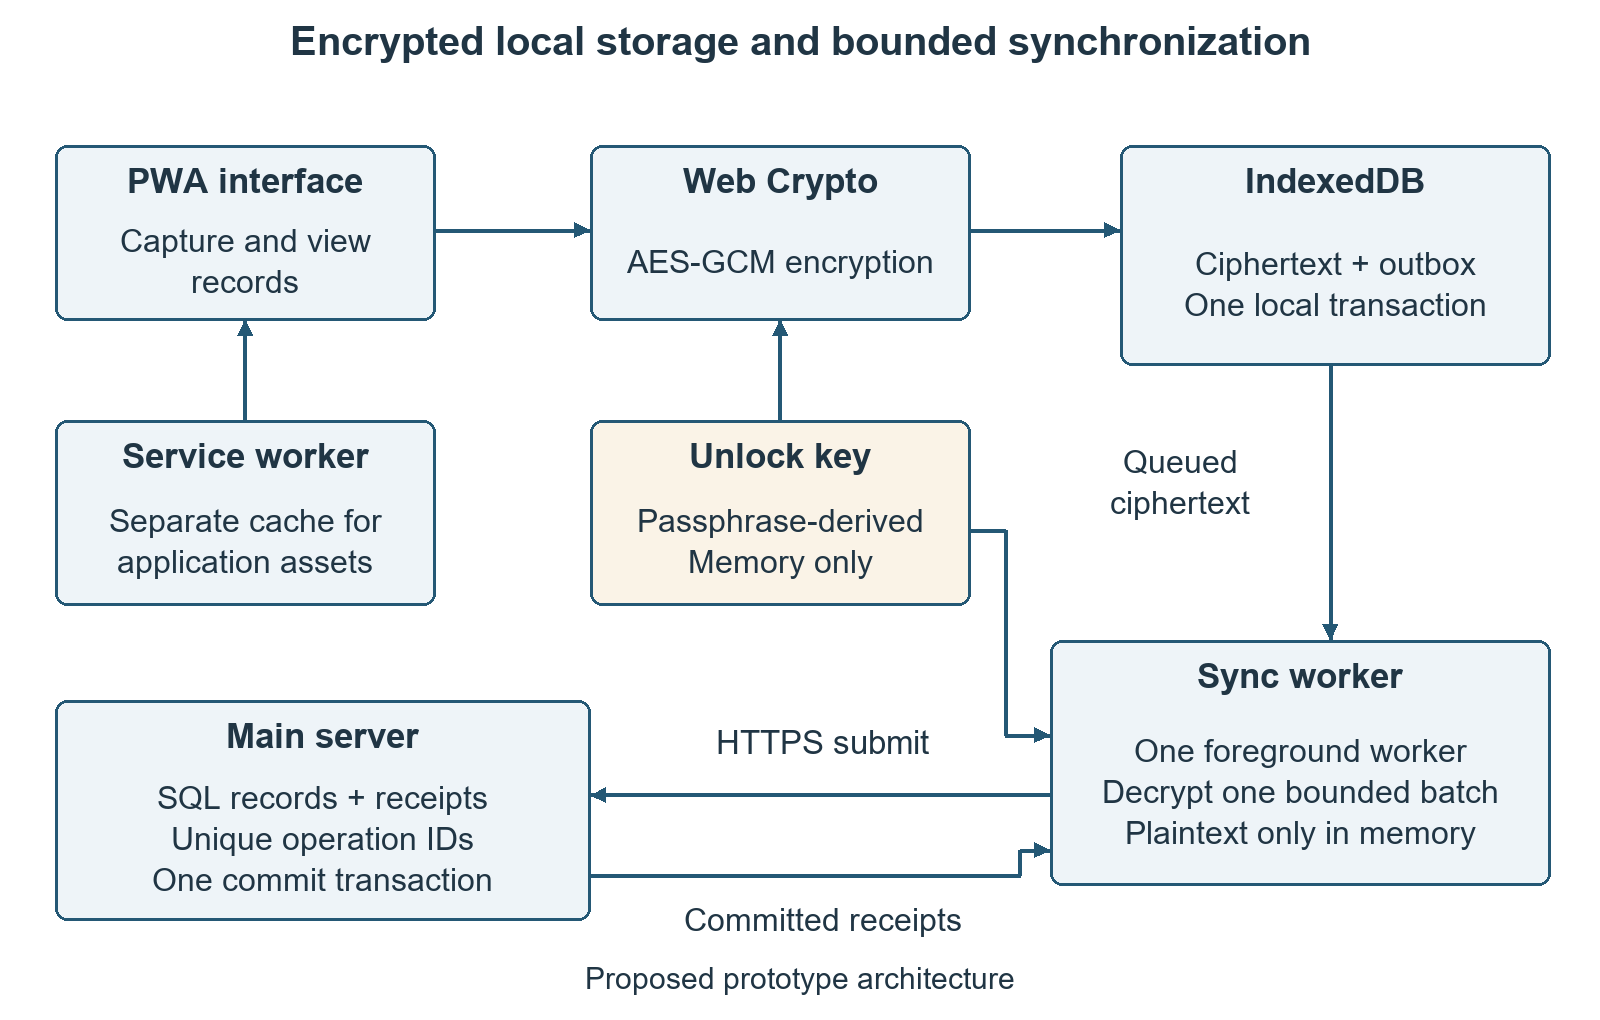 Encrypted local storage and bounded synchronization
PWA interface
Capture and view
records
Web Crypto
AES-GCM encryption
IndexedDB
Ciphertext + outbox
One local transaction
Service worker
Separate cache for
application assets
Unlock key
Passphrase-derived
Memory only
Queued
ciphertext
Sync worker
One foreground worker
Decrypt one bounded batch
Plaintext only in memory
Main server
SQL records + receipts
Unique operation IDs
One commit transaction
HTTPS submit
Committed receipts
Proposed prototype architecture